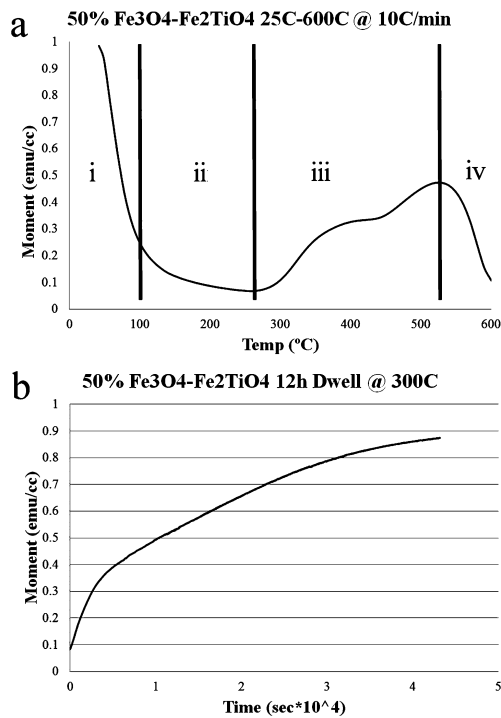 a
50% Fe3O4-Fe2TiO4 25C-600C @ 10C/min
Moment (emu/cc)
1
0.9
0.8
0.7
0.6
0.5
0.4
0.3
0.2
0.1
0
i
ii
iii
iv
0 100 200 300 400 500 600
Temp (ºC)
b
50% Fe3O4-Fe2TiO4 12h Dwell @ 300C
Moment (emu/cc)
1
0.9
0.8
0.7
0.6
0.5
0.4
0.3
0.2
0.1
0
0 1 2 3 4 5
Time (sec*10^4)